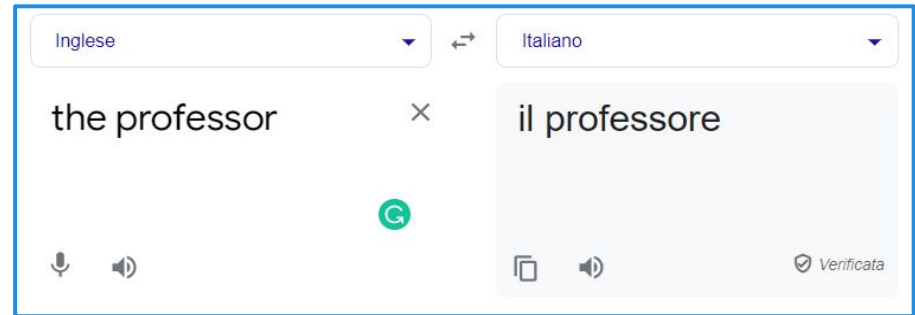 Inglese
Italiano
the professor
il professore
Verificata